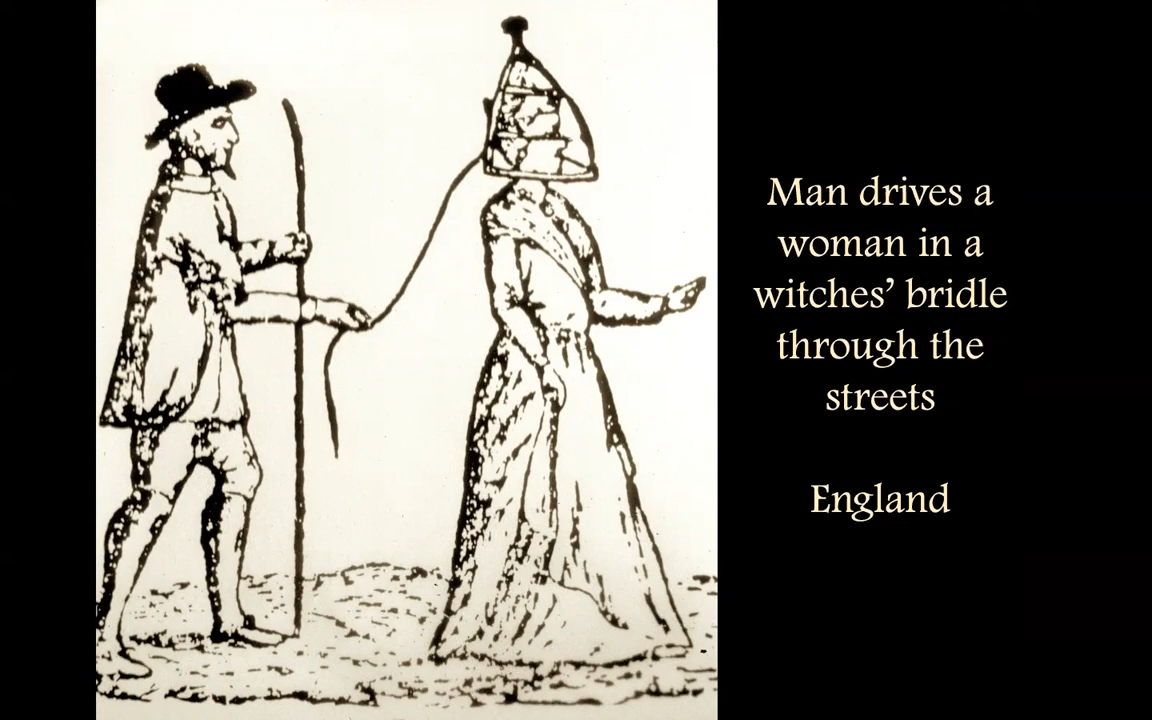 Man drives a
woman in a
witches’ bridle
through the
streets
England